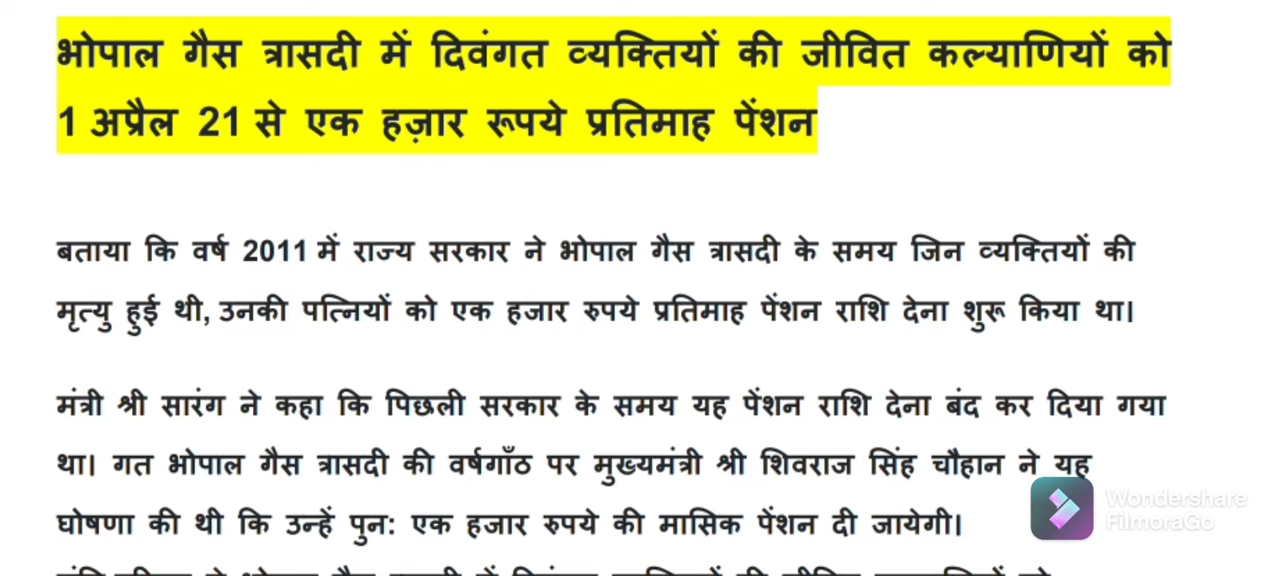 भोपाल गैस त्रासदी में दिवंगत व्यक्तियों की जीवित कल्याणियों को
1 अप्रैल 21 से एक हज़ार रूपये प्रतिमाह पेंशन
बताया कि वर्ष 2011 में राज्य सरकार ने भोपाल गैस त्रासदी के समय जिन व्यक्तियों की
मृत्यु हुई थी, उनकी पत्नियों को एक हजार रुपये प्रतिमाह पेंशन राशि देना शुरू किया था।
मंत्री श्री सारंग ने कहा कि पिछली सरकार के समय यह पेंशन राशि देना बंद कर दिया गया
था। गत भोपाल गैस त्रासदी की वर्षगाँठ पर मुख्यमंत्री श्री शिवराज सिंह चौहान ने यह
घोषणा की थी कि उन्हें पुन: एक हजार रुपये की मासिक पेंशन दी जायेगी।
Wondershare
FilmoraGo